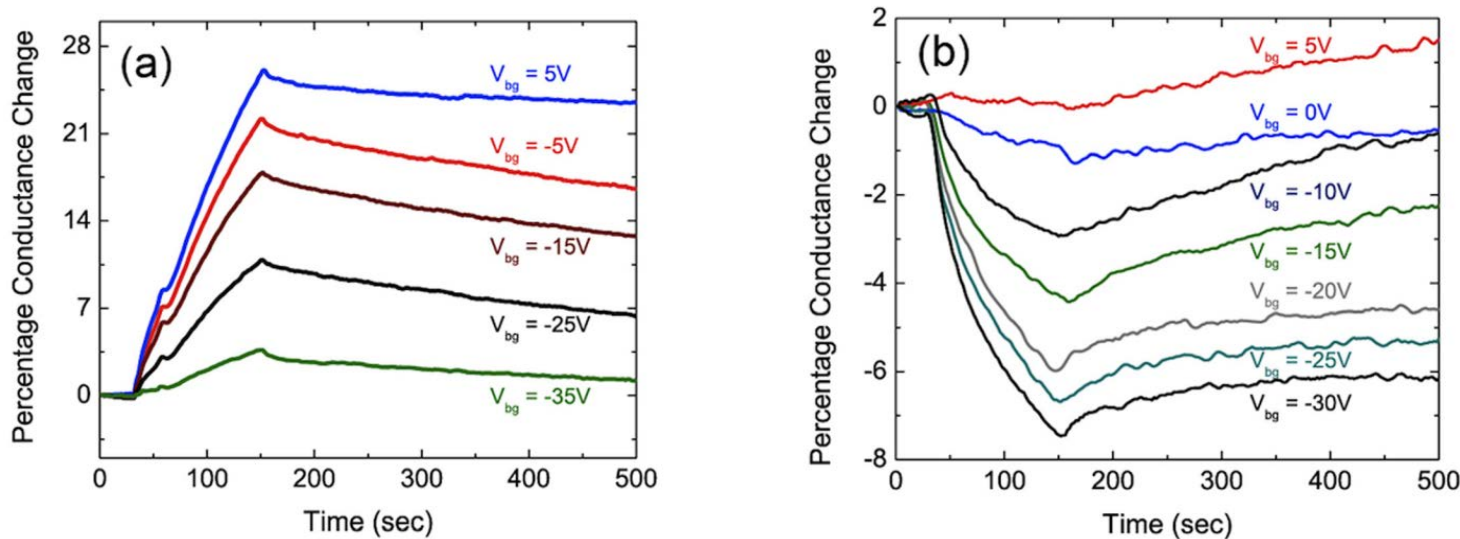 (a)
Percentage Conductance Change
28
21
14
7
0
V_bg = 5V
V_bg = -5V
V_bg = -15V
V_bg = -25V
V_bg = -35V
0 100 200 300 400 500
Time (sec)
(b)
Percentage Conductance Change
2
0
-2
-4
-6
-8
V_bg = 5V
V_bg = 0V
V_bg = -10V
V_bg = -15V
V_bg = -20V
V_bg = -25V
V_bg = -30V
0 100 200 300 400 500
Time (sec)